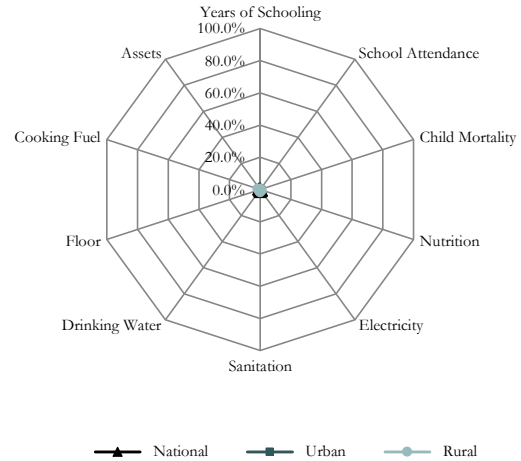 Years of Schooling
100.0%
Assets
School Attendance
80.0%
60.0%
40.0%
Cooking Fuel
Child Mortality
20.0%
0.0%
Floor
Nutrition
Drinking Water
Electricity
Sanitation
National Urban Rural